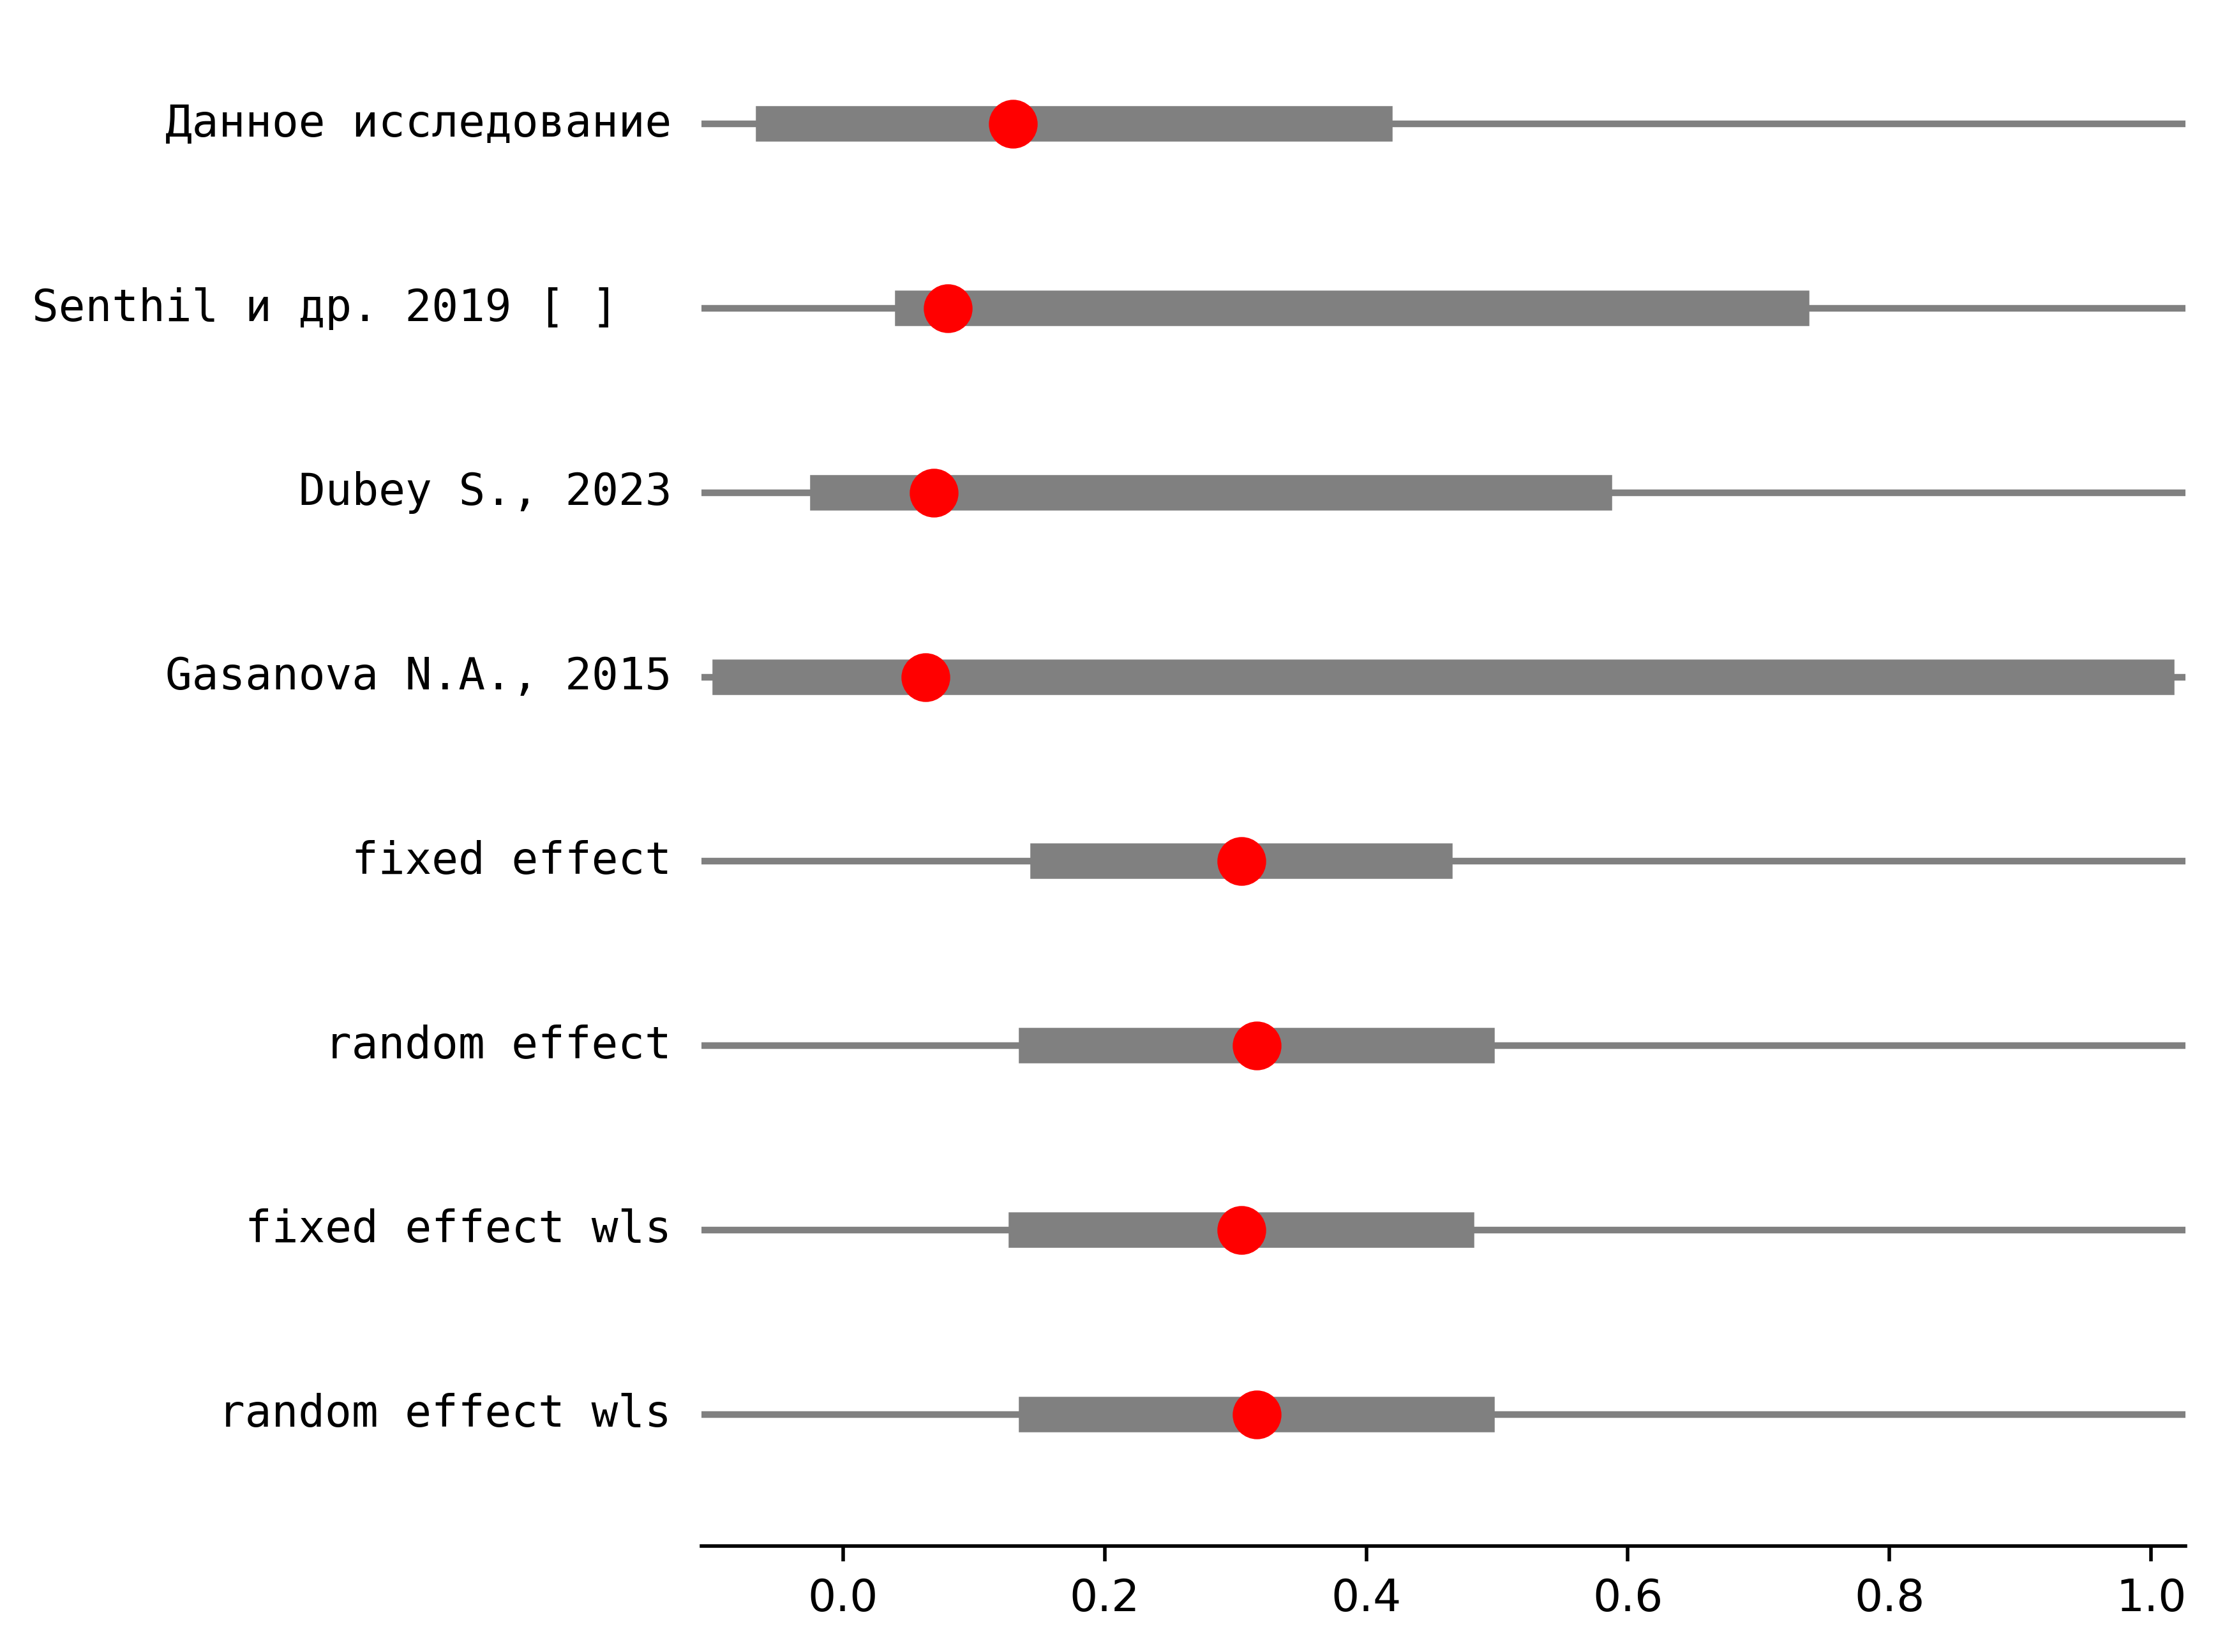 Данное исследование
Senthil и др. 2019 [ ]
Dubey S., 2023
Gasanova N.A., 2015
fixed effect
random effect
fixed effect wls
random effect wls
0.0 0.2 0.4 0.6 0.8 1.0